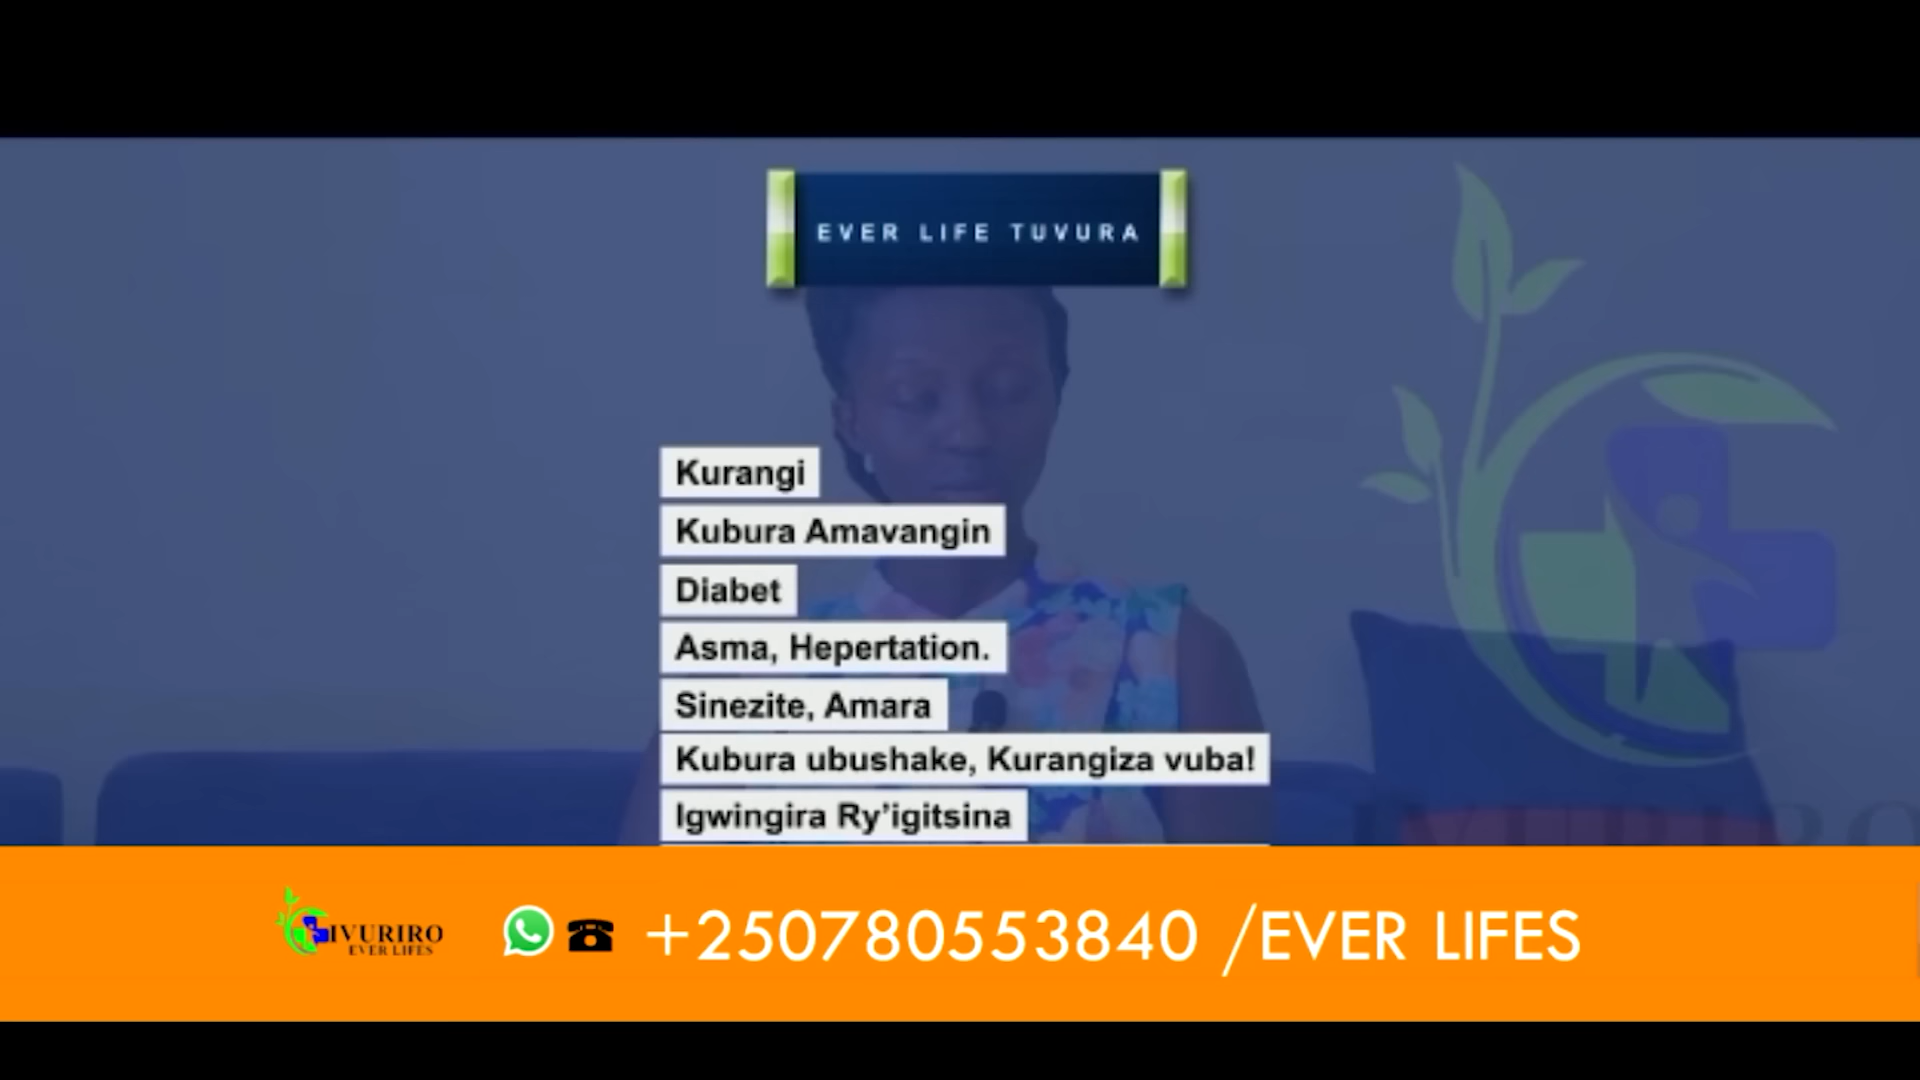 EVER LIFE TUVURA
Kurangi
Kubura Amavangin
Diabet
Asma, Hepertation.
Sinezite, Amara
Kubura ubushake, Kurangiza vuba!
Igwingira Ry’igitsina
IVURIRO
IVURIRO
EVER LIFES
+250780553840 /EVER LIFES